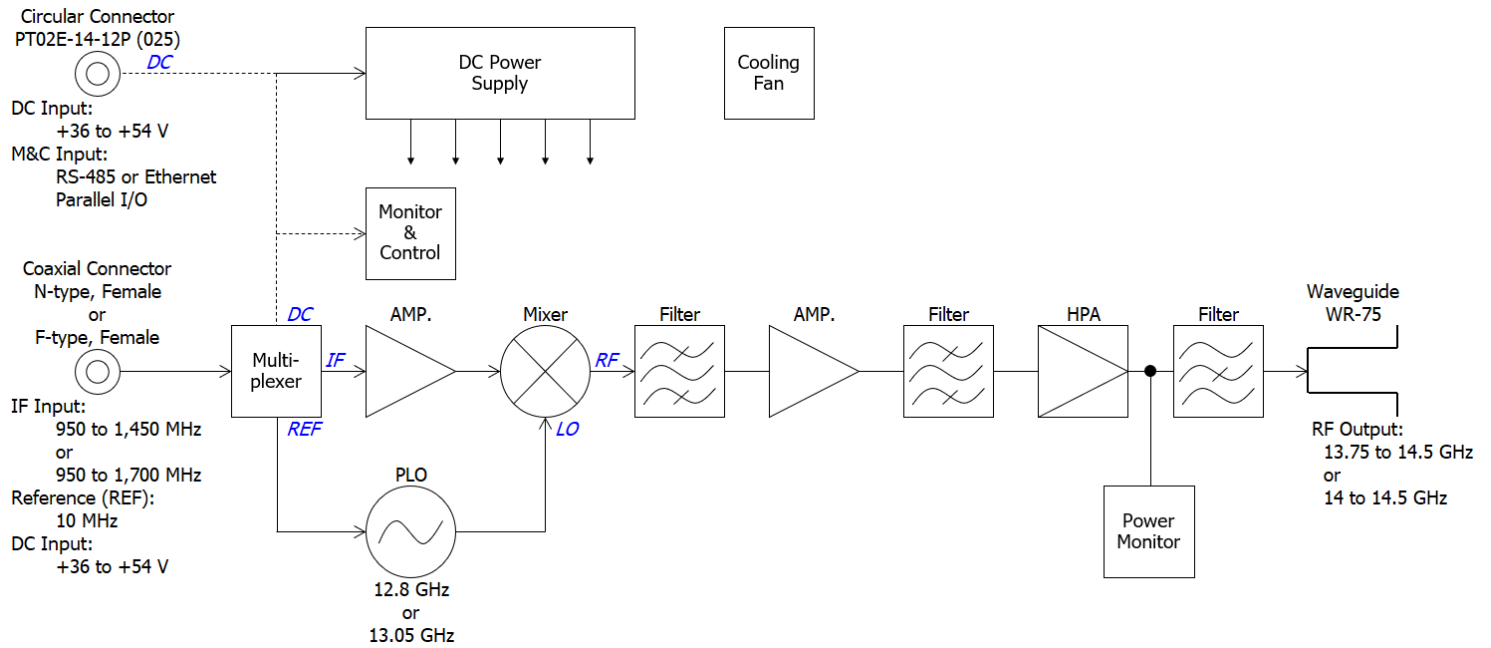 Circular Connector
PT02E-14-12P (025)
DC
DC Input:
+36 to +54 V
M&C Input:
RS-485 or Ethernet
Parallel I/O
DC Power
Supply
Cooling
Fan
Monitor
&
Control
Coaxial Connector
N-type, Female
or
F-type, Female
IF Input:
950 to 1,450 MHz
or
950 to 1,700 MHz
Reference (REF):
10 MHz
DC Input:
+36 to +54 V
DC
Multi-
plexer
IF
REF
AMP.
Mixer
RF
LO
PLO
12.8 GHz
or
13.05 GHz
Filter
AMP.
Filter
HPA
Filter
Power
Monitor
Waveguide
WR-75
RF Output:
13.75 to 14.5 GHz
or
14 to 14.5 GHz